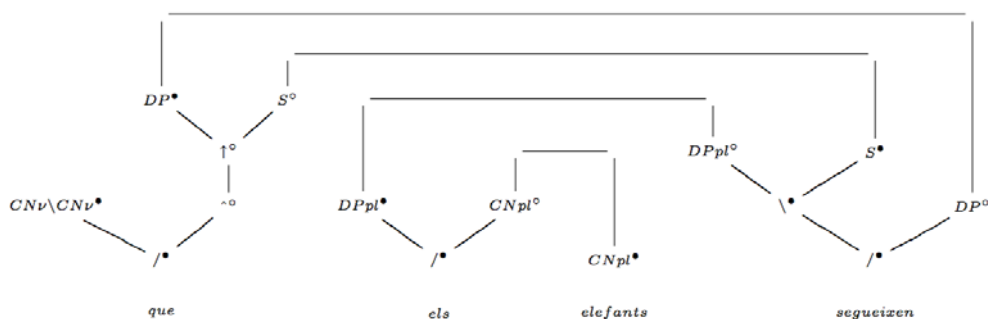 DP• S°
↑° DPpl° S•
CNν\CNν• ^° DPpl• CNpl° \• DP°
/• /• CNpl• /•
que els elefants segueixen